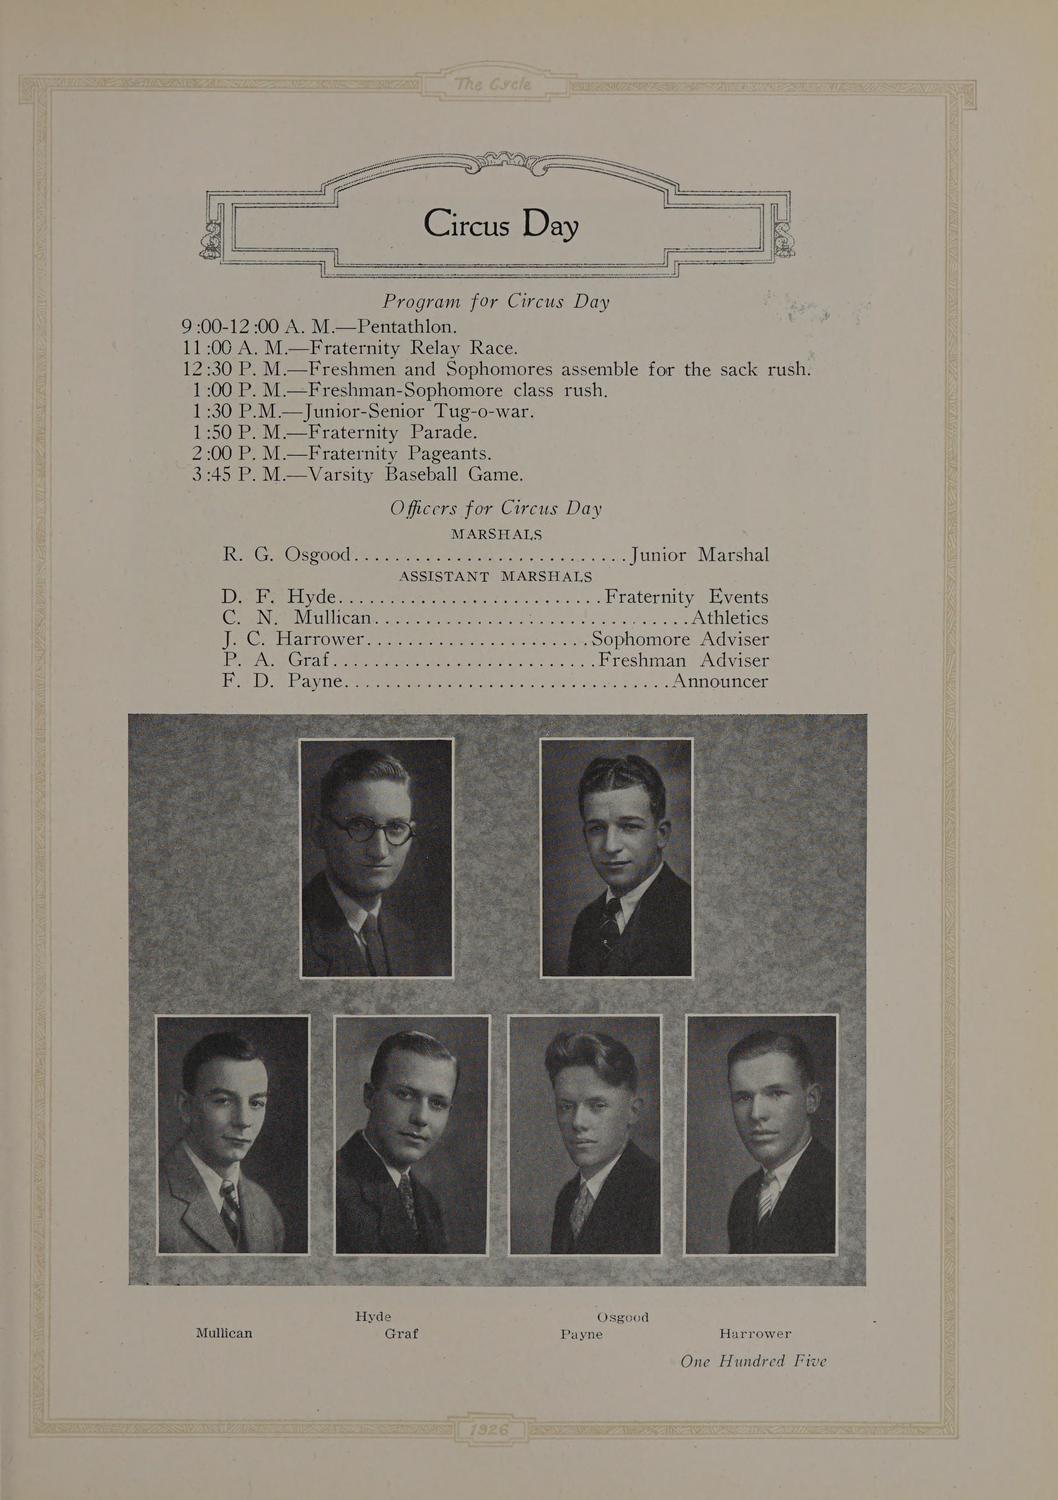 The Cycle
Circus Day
Program for Circus Day
9:00-12:00 A. M.—Pentathlon.
11:00 A. M.—Fraternity Relay Race.
12:30 P. M.—Freshmen and Sophomores assemble for the sack rush.
1:00 P. M.—Freshman-Sophomore class rush.
1:30 P.M.—Junior-Senior Tug-o-war.
1:50 P. M.—Fraternity Parade.
2:00 P. M.—Fraternity Pageants.
3:45 P. M.—Varsity Baseball Game.
Officers for Circus Day
MARSHALS
R. G. Osgood...........................Junior Marshal
ASSISTANT MARSHALS
D. F. Hyde..........................Fraternity Events
C. N. Mullican...............................Athletics
J. C. Harrower......................Sophomore Adviser
P. A. Graf..........................Freshman Adviser
F. D. Payne................................Announcer
Hyde Osgood
Mullican Graf Payne Harrower
One Hundred Five
1926